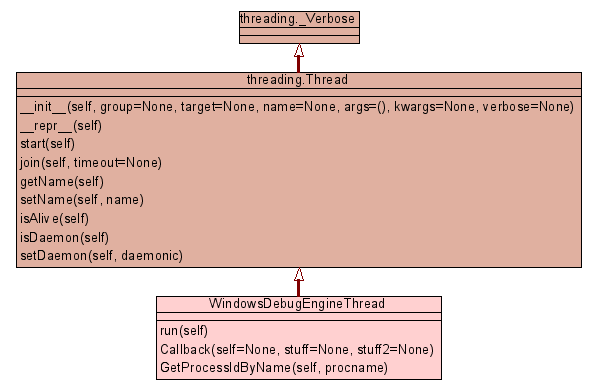 threading._Verbose
threading.Thread
__init__(self, group=None, target=None, name=None, args=(), kwargs=None, verbose=None)
__repr__(self)
start(self)
join(self, timeout=None)
getName(self)
setName(self, name)
isAlive(self)
isDaemon(self)
setDaemon(self, daemonic)
WindowsDebugEngineThread
run(self)
Callback(self=None, stuff=None, stuff2=None)
GetProcessIdByName(self, procname)